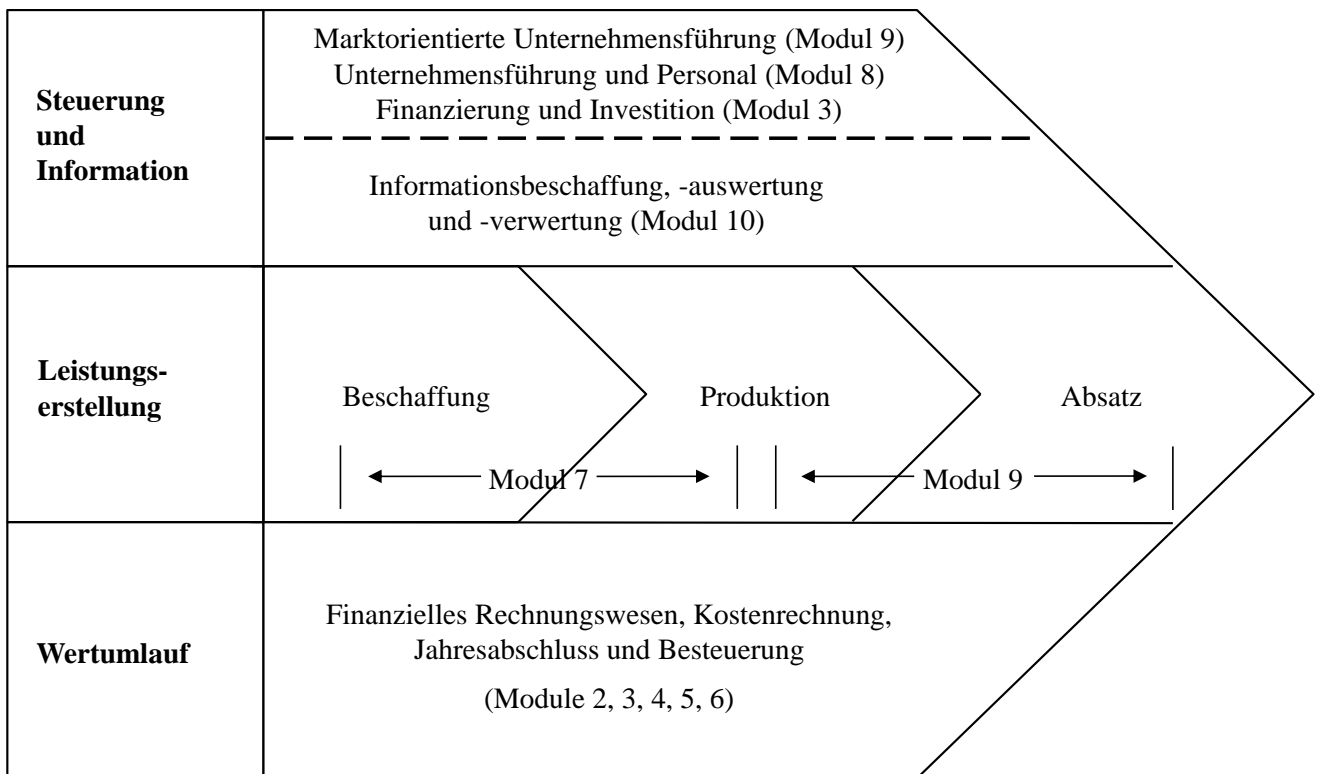 Steuerung
und
Information
Marktorientierte Unternehmensführung (Modul 9)
Unternehmensführung und Personal (Modul 8)
Finanzierung und Investition (Modul 3)
Informationsbeschaffung, -auswertung
und -verwertung (Modul 10)
Leistungs-
erstellung
Beschaffung
Produktion
Absatz
Modul 7
Modul 9
Wertumlauf
Finanzielles Rechnungswesen, Kostenrechnung,
Jahresabschluss und Besteuerung
(Module 2, 3, 4, 5, 6)